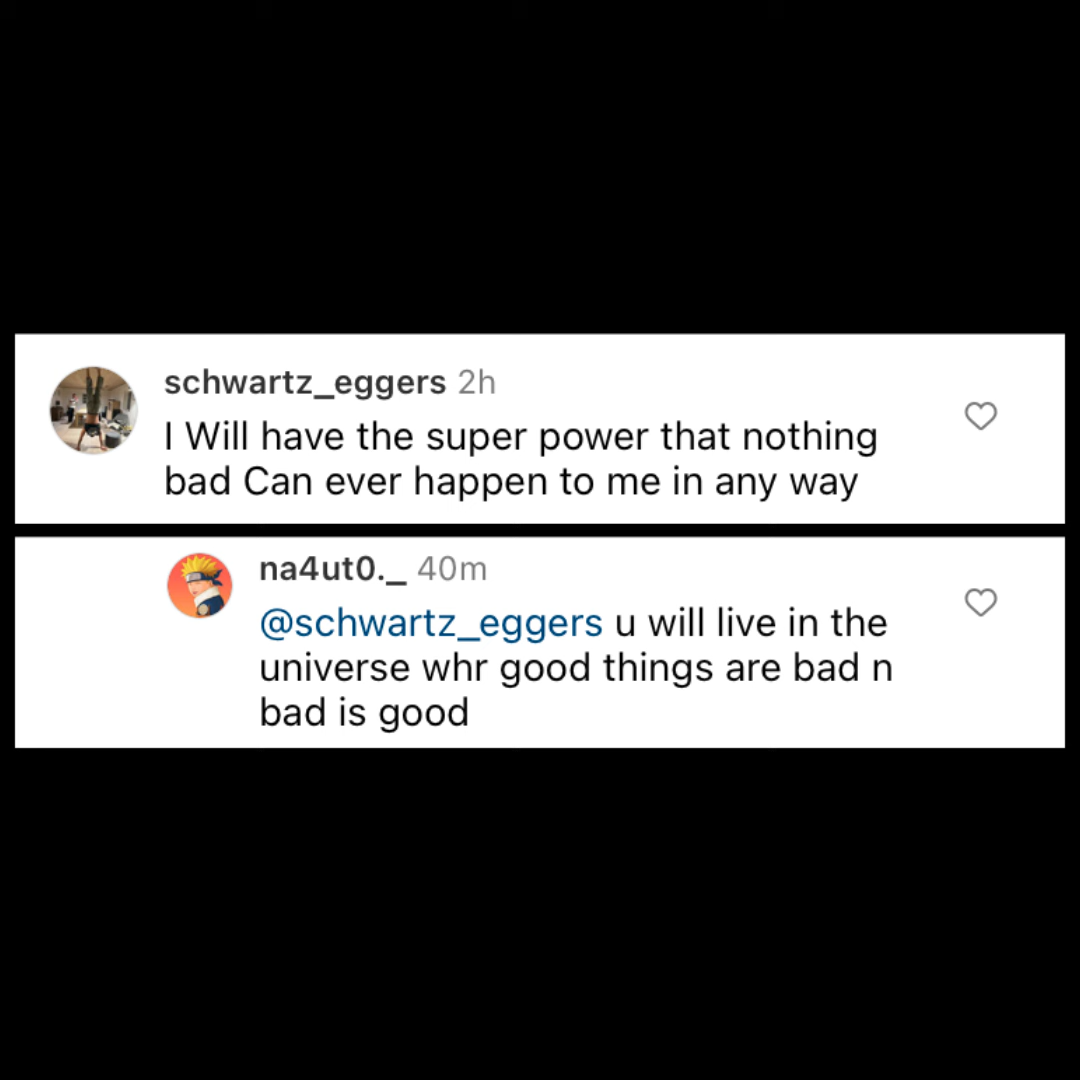 schwartz_eggers 2h
I Will have the super power that nothing
bad Can ever happen to me in any way
na4ut0._ 40m
@schwartz_eggers u will live in the
universe whr good things are bad n
bad is good